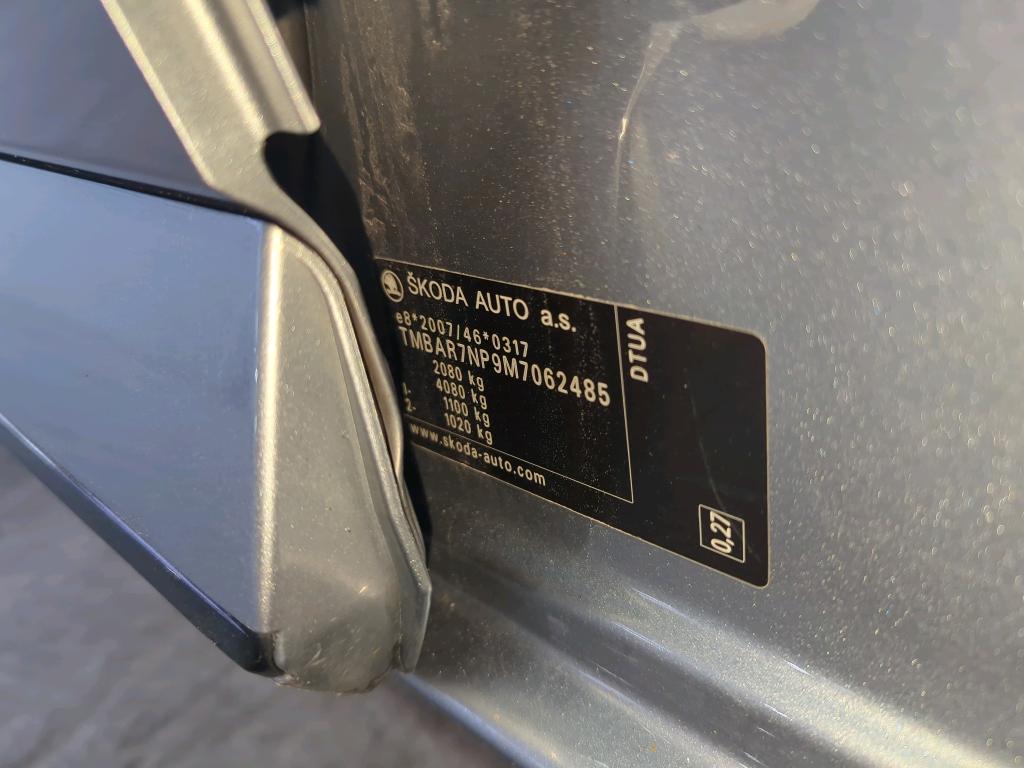 ŠKODA AUTO a.s.
e8*2007/46*0317
TMBAR7NP9M7062485
2080 kg
4080 kg
1- 1100 kg
2- 1020 kg
www.skoda-auto.com
DTUA
0,27